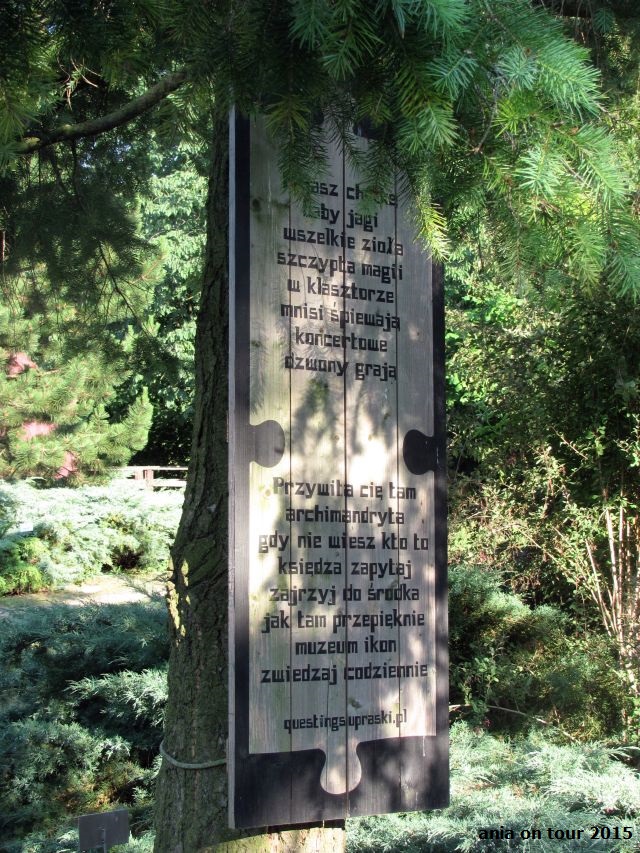 chatkę
baby jagi
wszelkie zioła
szczypta magii
w klasztorze
mnisi śpiewają
koncertowe
dzwony grają
Przywita cię tam
archimandryta
gdy nie wiesz kto to
księdza zapytaj
zajrzyj do środka
jak tam przepięknie
muzeum ikon
zwiedzaj codziennie
questingsupraski.pl
ania on tour 2015